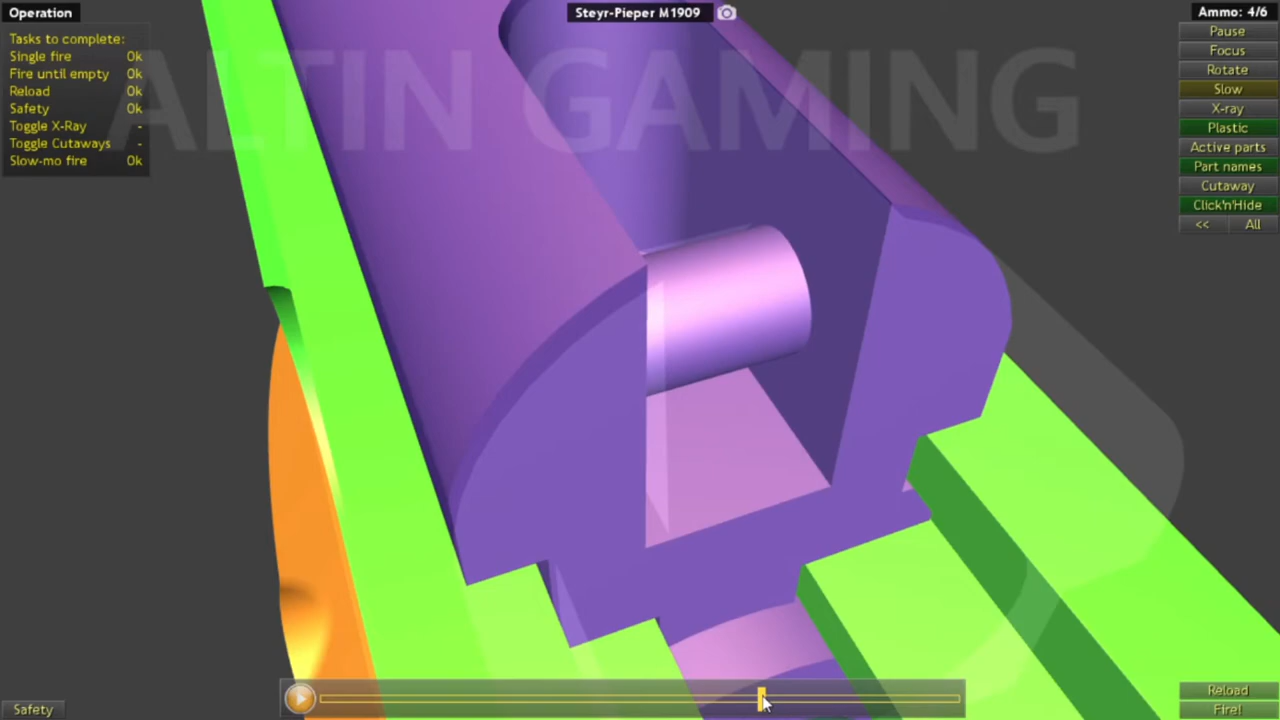 Operation
Steyr-Pieper M1909
Ammo: 4/6
Tasks to complete:
Single fire Ok
Fire until empty Ok
Reload Ok
Safety Ok
Toggle X-Ray -
Toggle Cutaways -
Slow-mo fire Ok
ALTIN GAMING
Pause
Focus
Rotate
Slow
X-ray
Plastic
Active parts
Part names
Cutaway
Click'n'Hide
<< All
Safety
Reload
Fire!